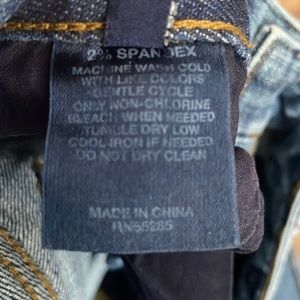 2% SPANDEX
MACHINE WASH COLD
WITH LIKE COLORS
GENTLE CYCLE
ONLY NON-CHLORINE
BLEACH WHEN NEEDED
TUMBLE DRY LOW
COOL IRON IF NEEDED
DO NOT DRY CLEAN
MADE IN CHINA
RN55285